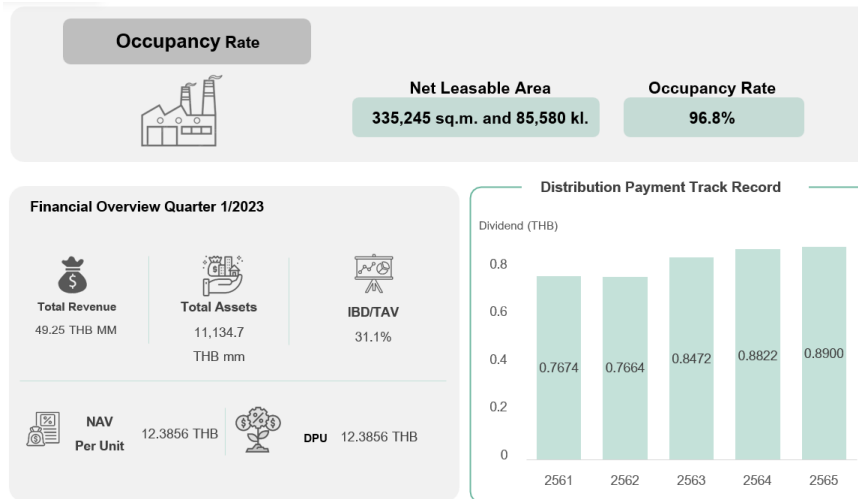 Occupancy Rate
Net Leasable Area
335,245 sq.m. and 85,580 kl.
Occupancy Rate
96.8%
Financial Overview Quarter 1/2023
Total Revenue
49.25 THB MM
Total Assets
11,134.7
THB mm
IBD/TAV
31.1%
NAV
Per Unit
12.3856 THB
DPU
12.3856 THB
Distribution Payment Track Record
Dividend (THB)
0.8
0.6
0.4
0.2
0
0.7674
0.7664
0.8472
0.8822
0.8900
2561
2562
2563
2564
2565